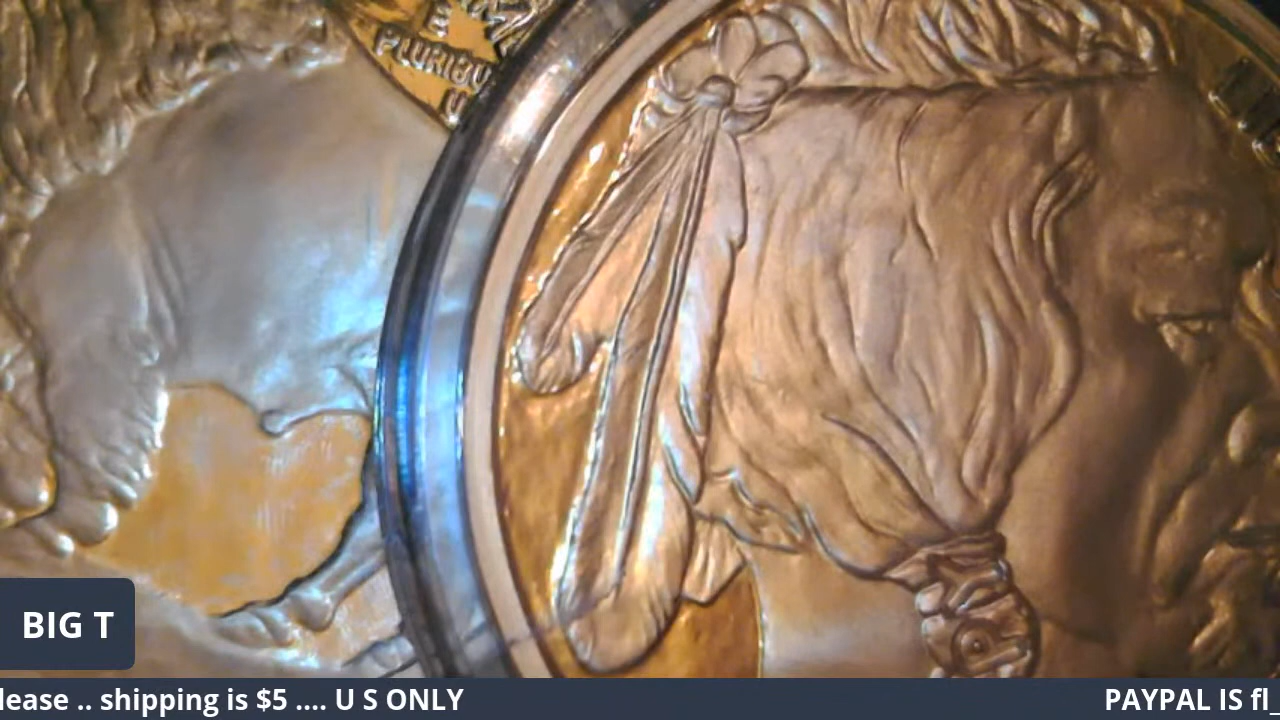 E
PLURIBU
U
BIG T
lease .. shipping is $5 .... U S ONLY
PAYPAL IS fl_